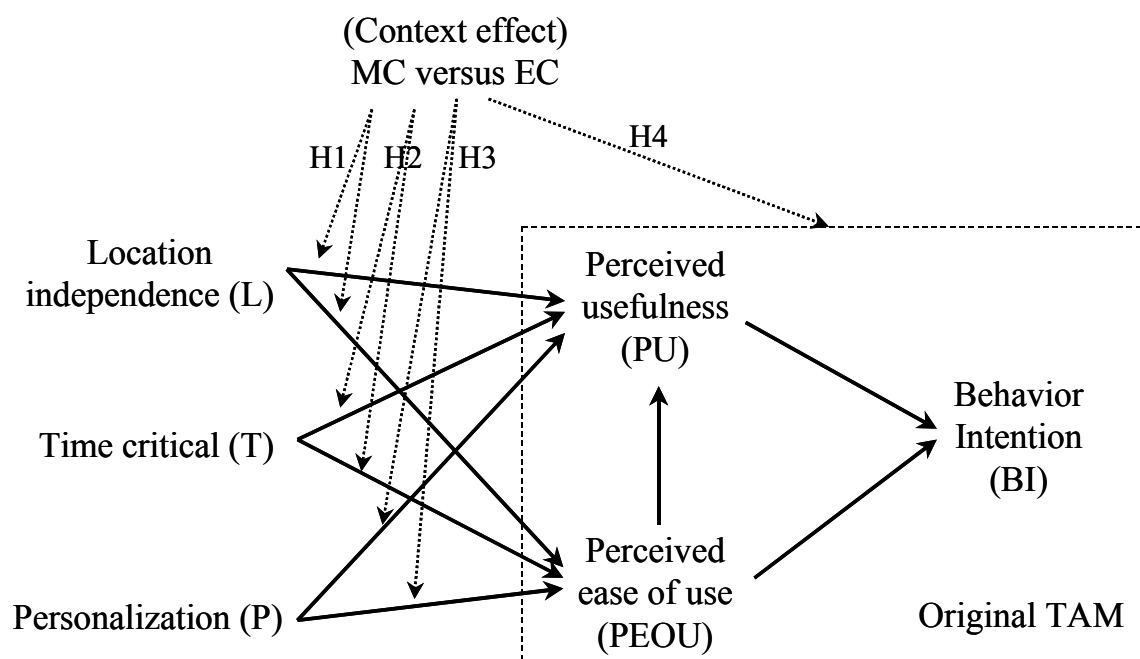 (Context effect)
MC versus EC
H1
H2
H3
H4
Location
independence (L)
Perceived
usefulness
(PU)
Behavior
Intention
(BI)
Time critical (T)
Perceived
ease of use
(PEOU)
Personalization (P)
Original TAM